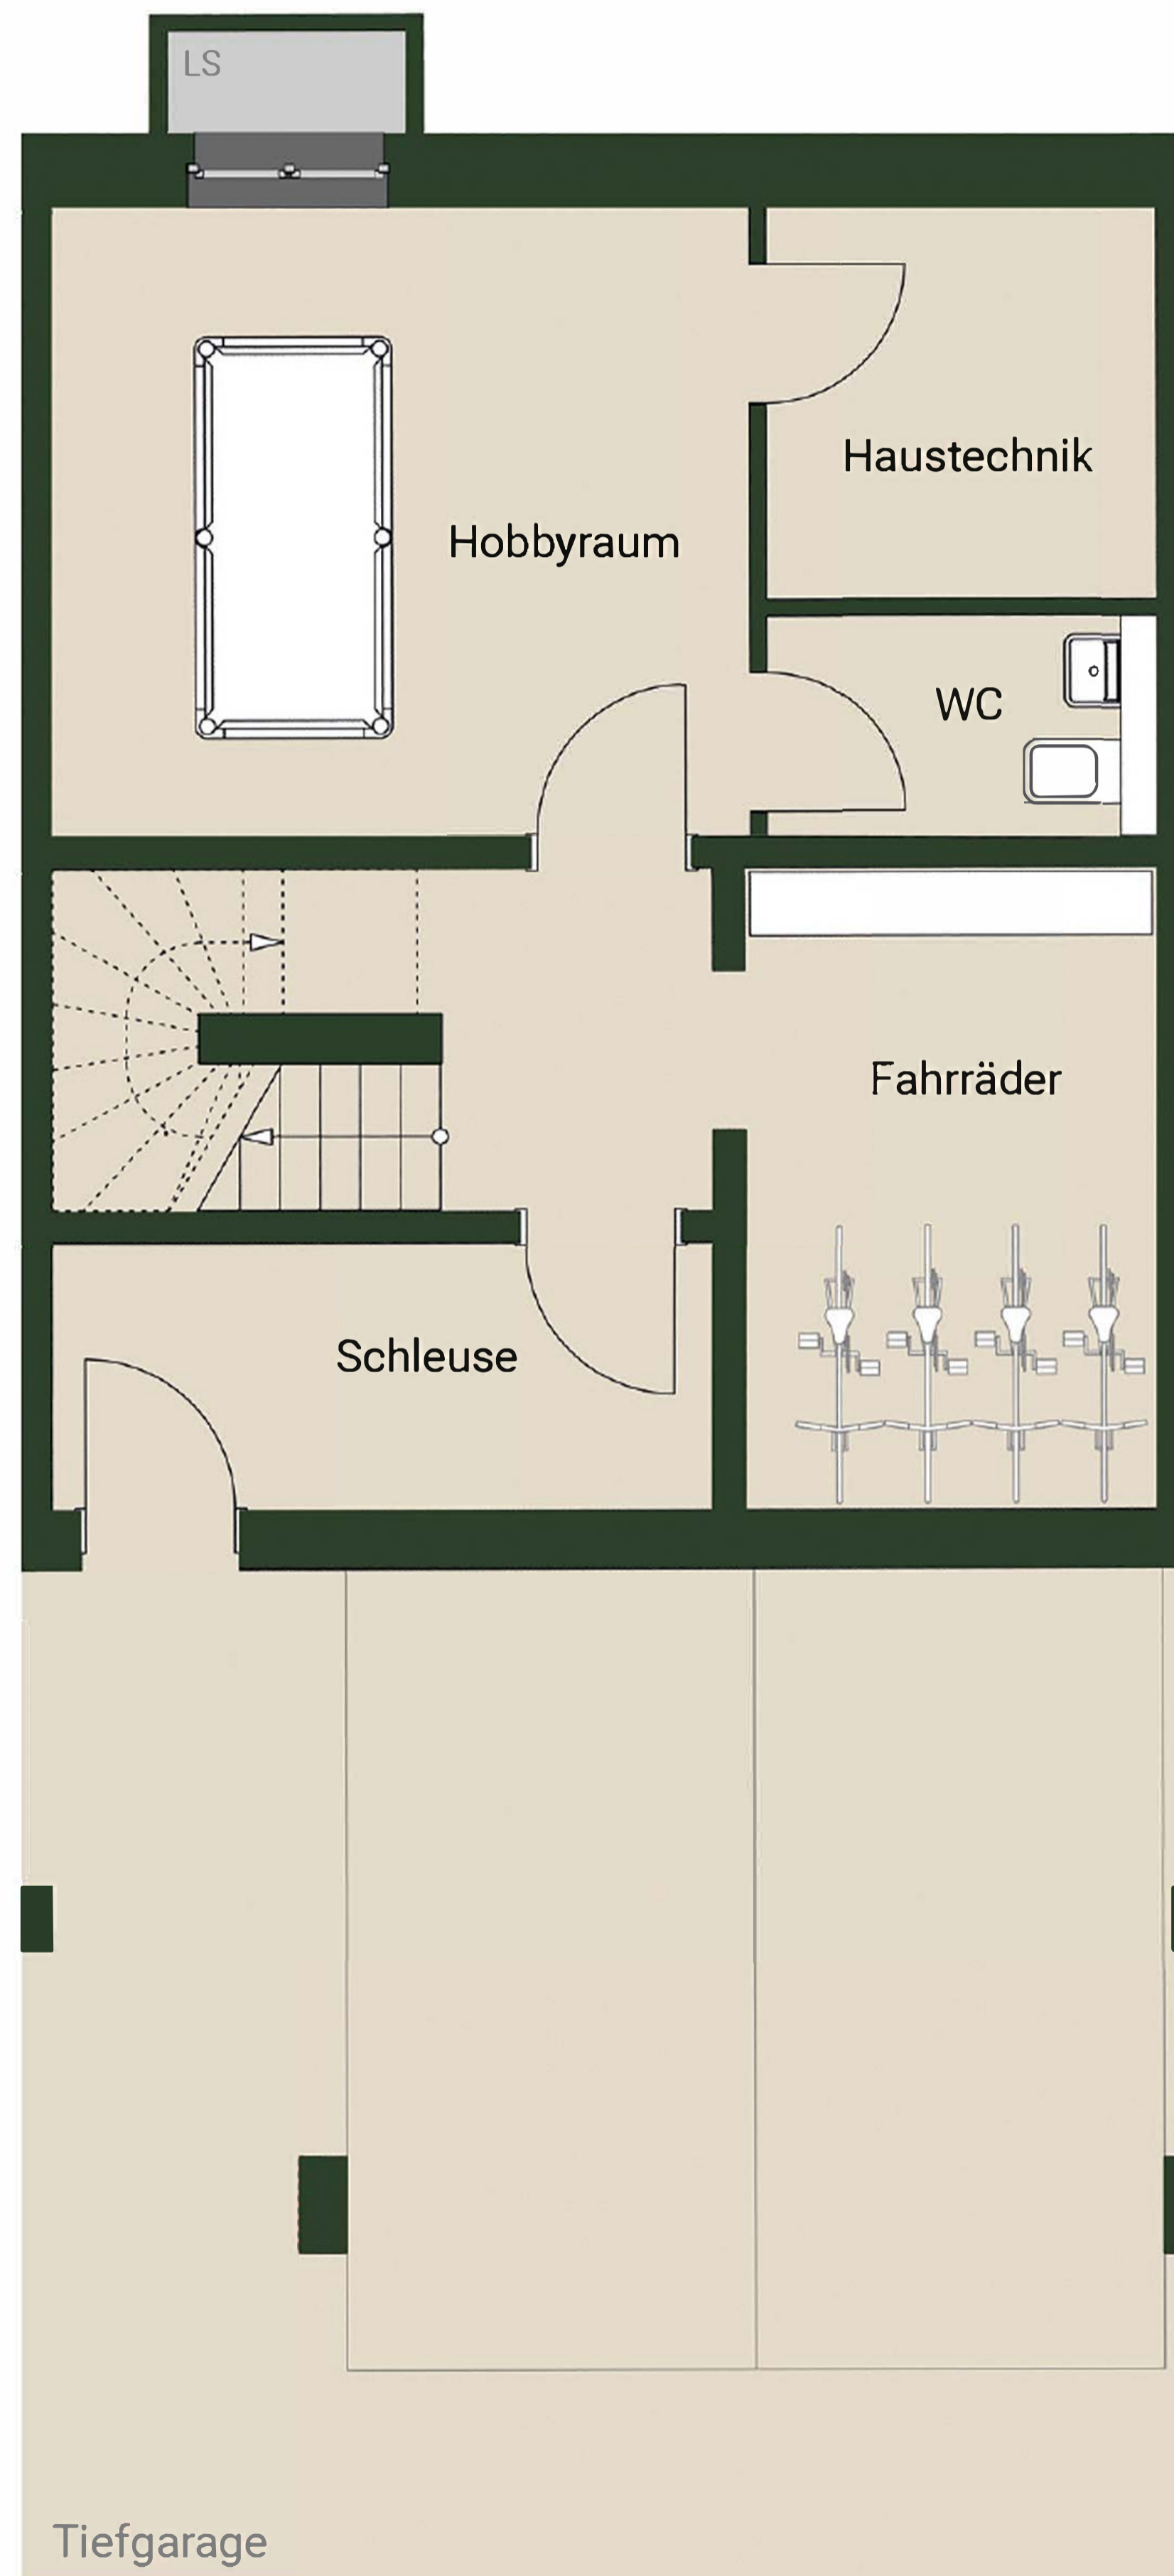 LS
Haustechnik
Hobbyraum
WC
Fahrräder
Schleuse
Tiefgarage